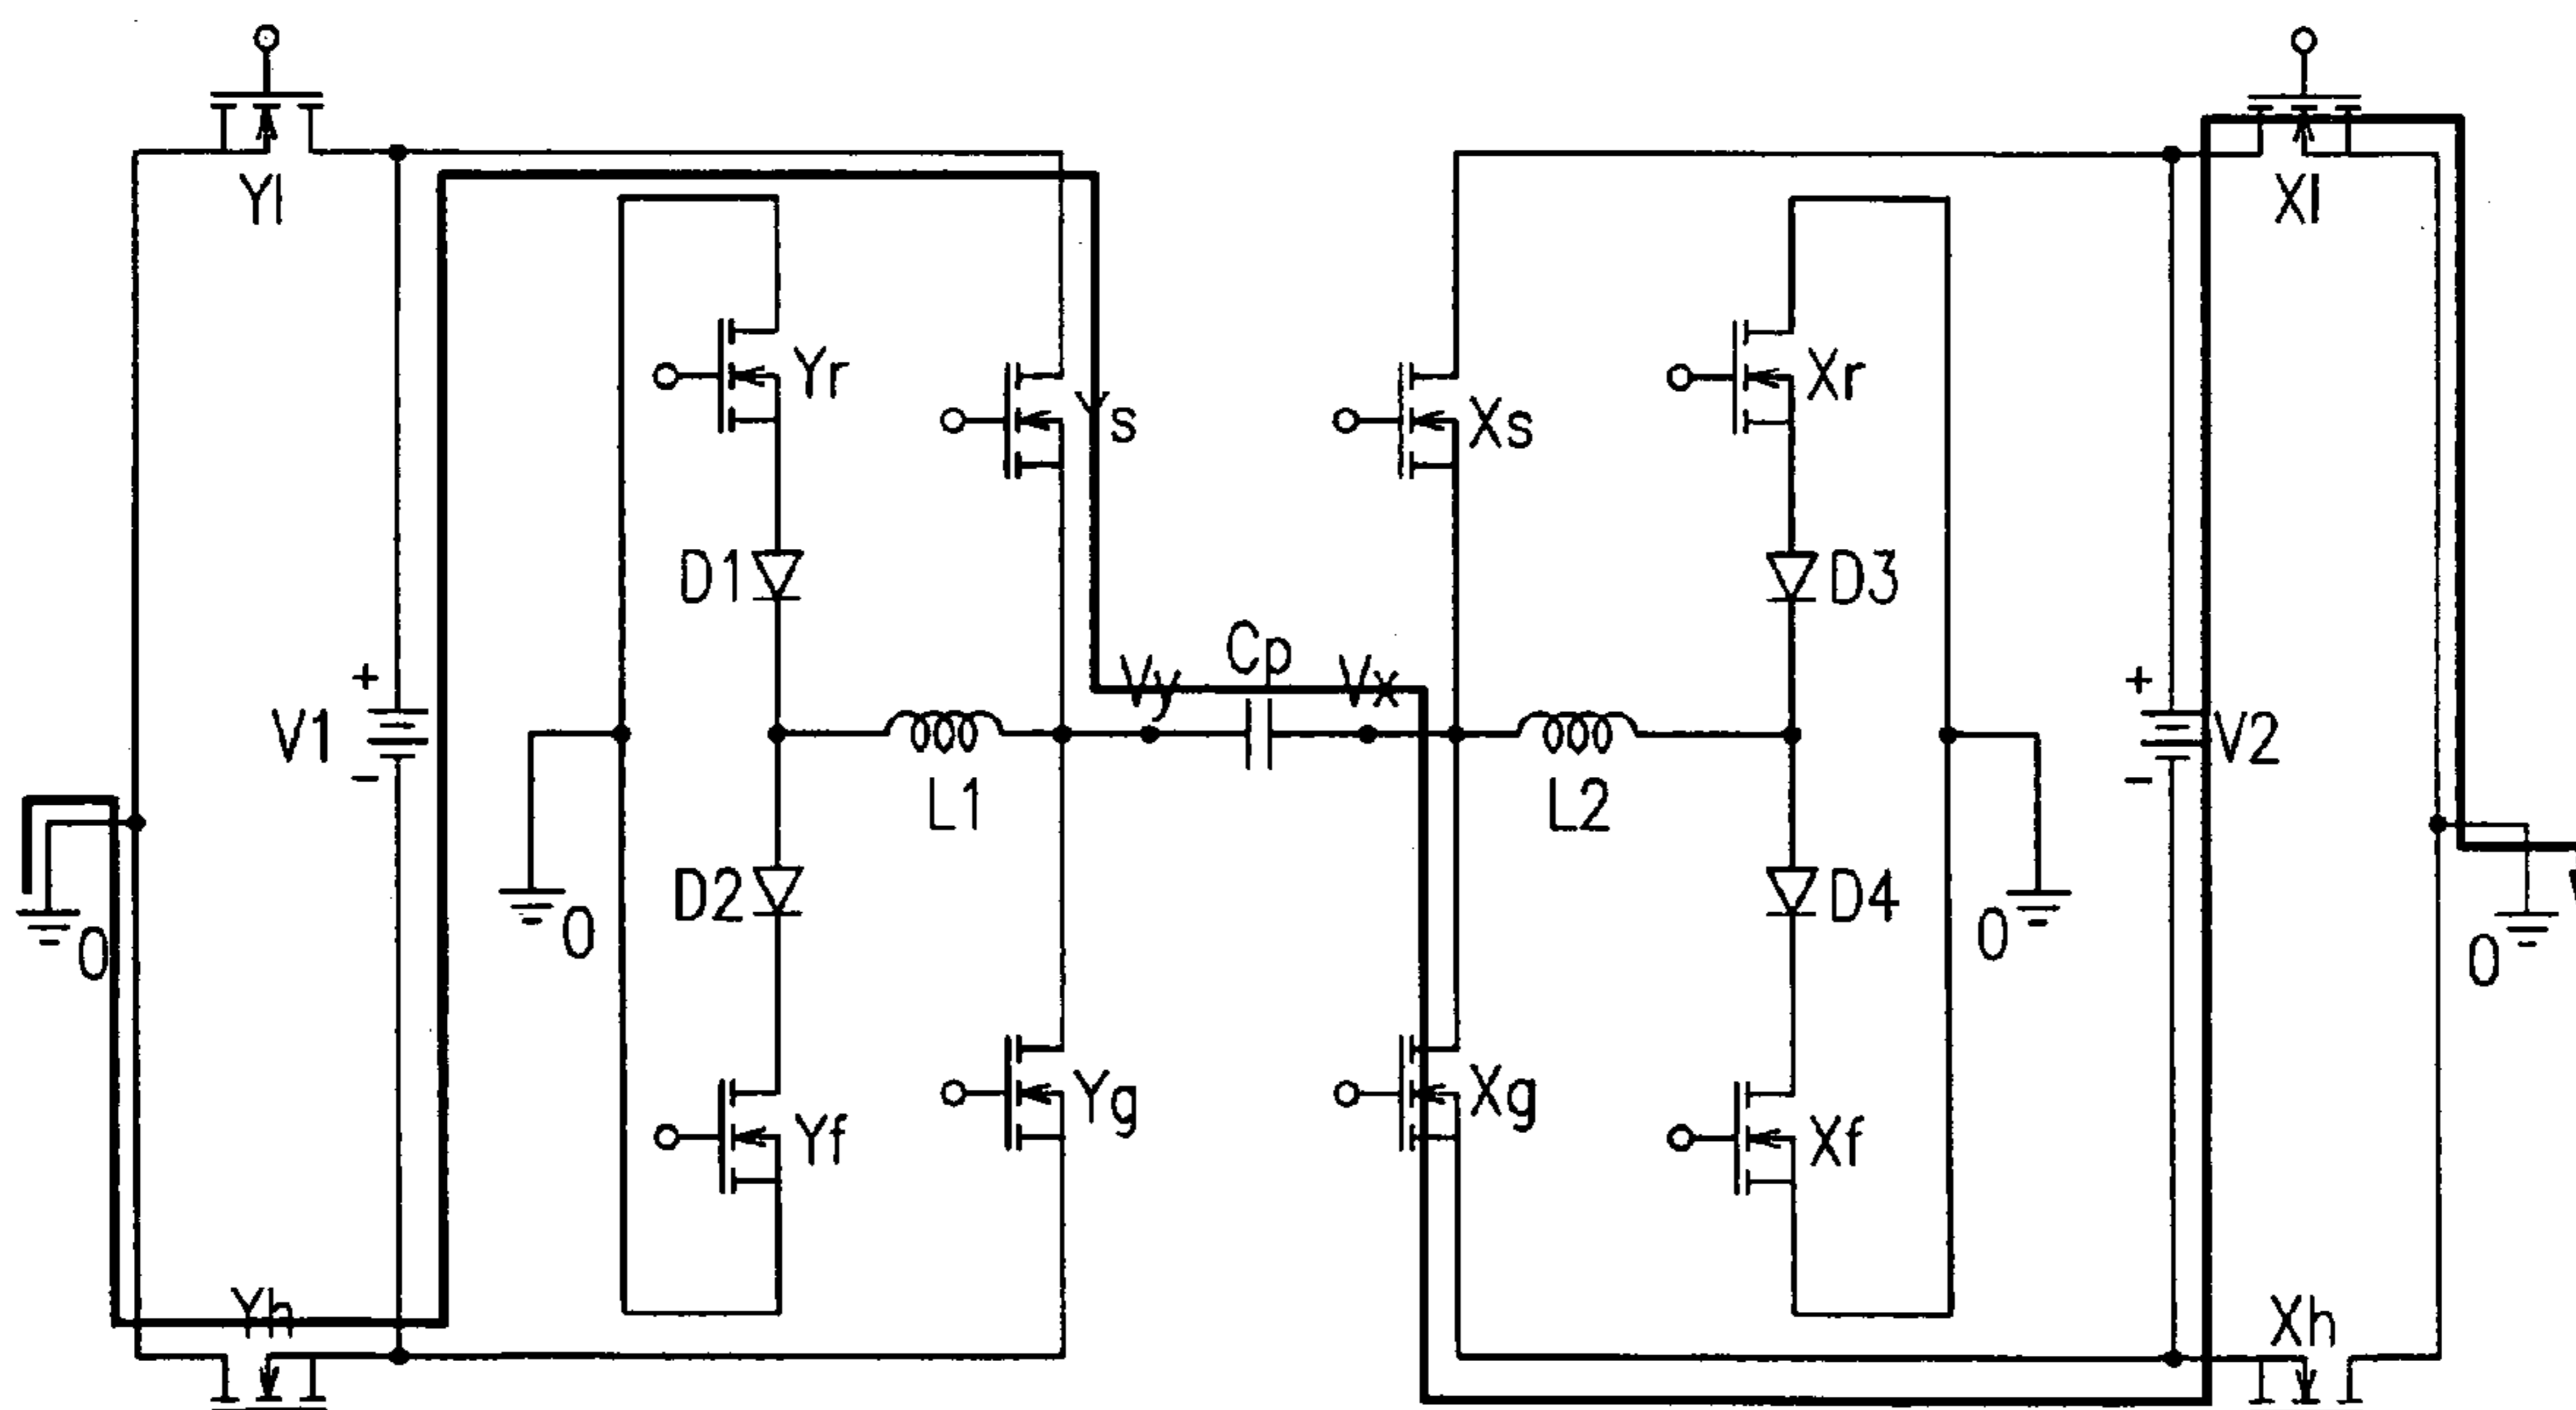 Yl
Xl
Yr
Ys
Xs
Xr
D1
D3
Cp
Vy
Vx
+
+
V1
V2
-
-
L1
L2
D2
D4
0
0
0
0
Yg
Xg
Yf
Xf
Yh
Xh